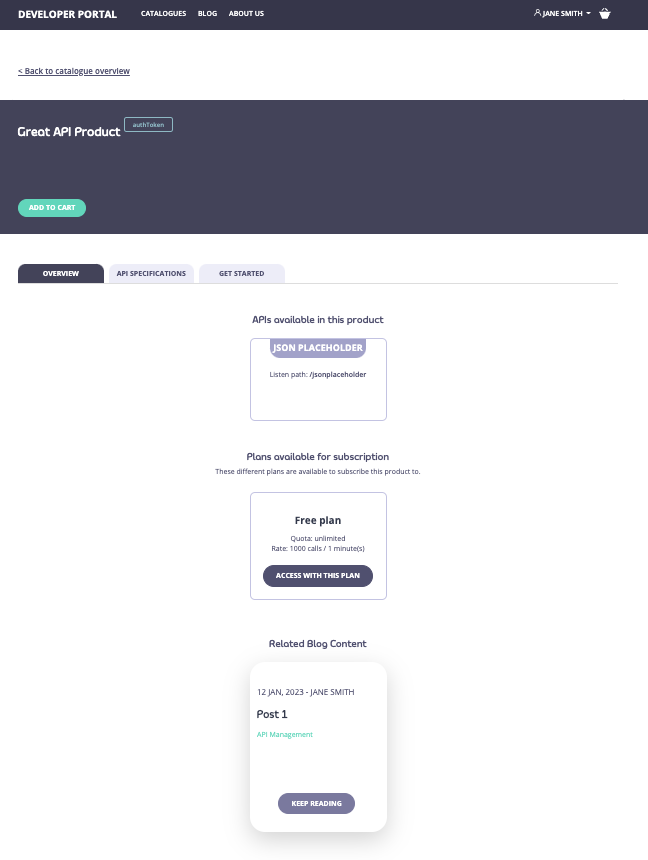 DEVELOPER PORTAL CATALOGUES BLOG ABOUT US JANE SMITH
< Back to catalogue overview
Great API Product authToken
ADD TO CART
OVERVIEW API SPECIFICATIONS GET STARTED
APIs available in this product
JSON PLACEHOLDER
Listen path: /jsonplaceholder
Plans available for subscription
These different plans are available to subscribe this product to.
Free plan
Quota: unlimited
Rate: 1000 calls / 1 minute(s)
ACCESS WITH THIS PLAN
Related Blog Content
12 JAN, 2023 - JANE SMITH
Post 1
API Management
KEEP READING